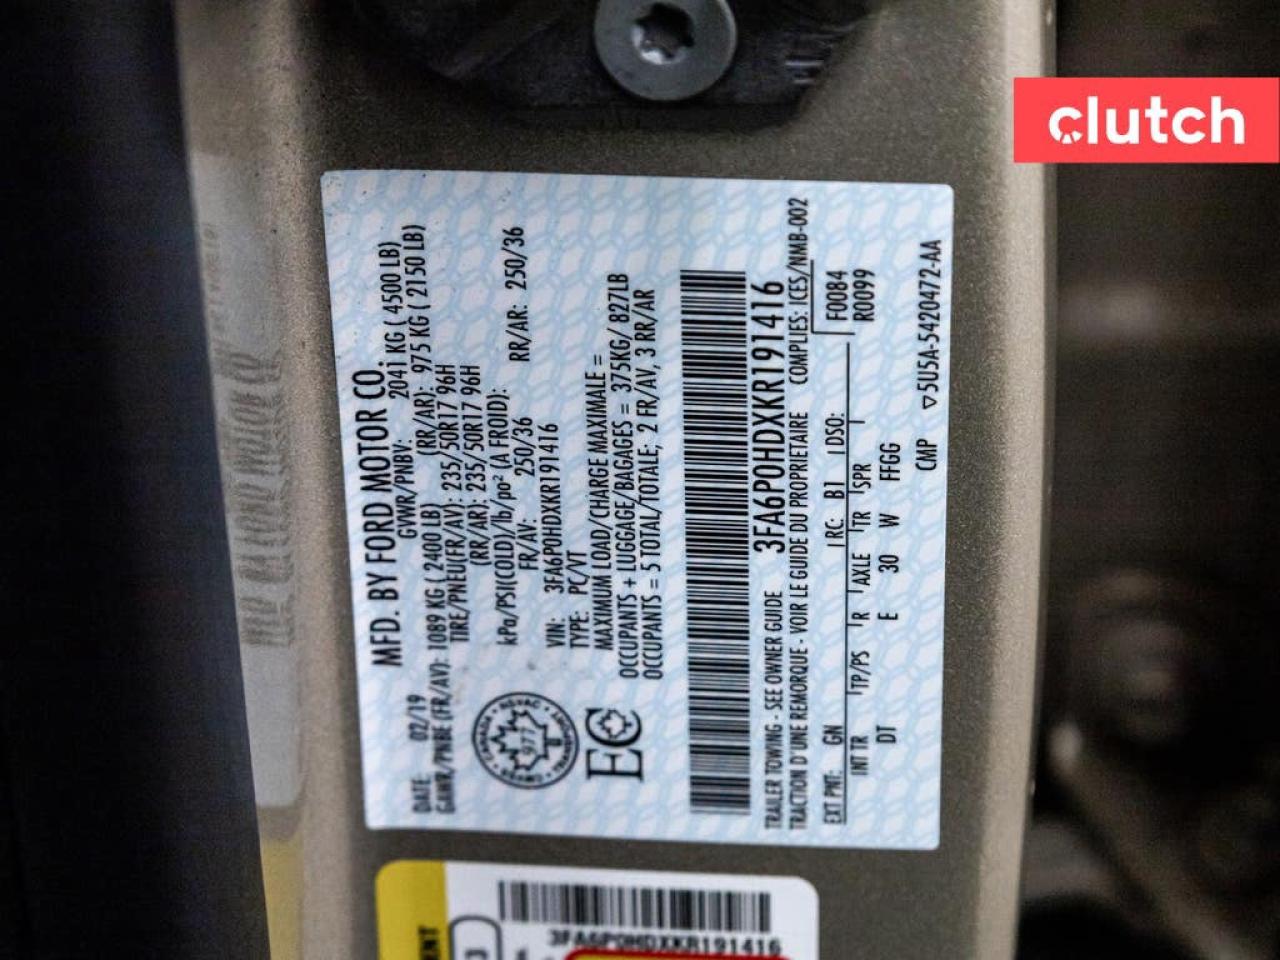 clutch
MFD. BY FORD MOTOR CO.
DATE: 02/19 GVWR/PNBV: 2041 KG ( 4500 LB)
GAWR/PNBE (FR/AV): 1089 KG ( 2400 LB) (RR/AR): 975 KG ( 2150 LB)
TIRE/PNEU(FR/AV): 235/50R17 96H
(RR/AR): 235/50R17 96H
kPa/PSI(COLD)/lb/po² (A FROID):
FR/AV: 250/36 RR/AR: 250/36
VIN: 3FA6P0HDXKR191416
TYPE: PC/VT
MAXIMUM LOAD/CHARGE MAXIMALE =
OCCUPANTS + LUGGAGE/BAGAGES = 375KG/ 827LB
OCCUPANTS = 5 TOTAL/TOTALE; 2 FR/AV, 3 RR/AR
977
EC
3FA6P0HDXKR191416
TRAILER TOWING - SEE OWNER GUIDE
TRACTION D'UNE REMORQUE - VOIR LE GUIDE DU PROPRIETAIRE COMPLIES: ICES/NMB-002
EXT PNT: GN RC: B1 DSO: F0084
INT TR TP/PS R AXLE TR SPR R0099
DT E 30 W FFGG
CMP ▽5U5A-5420472-AA
3FA6P0HDXKR191416